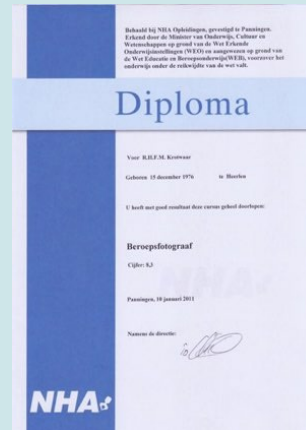 Behaald bij NHA Opleidingen, gevestigd te Panningen.
Erkend door de Minister van Onderwijs, Cultuur en
Wetenschappen op grond van de Wet Erkende
Onderwijsinstellingen (WEO) en aangewezen op grond van
de Wet Educatie en Beroepsonderwijs(WEB), voorzover het
onderwijs onder de reikwijdte van de wet valt.
Diploma
Voor
Geboren 15 december 1976 te Heerlen
U heeft met goed resultaat deze cursus geheel doorlopen:
Beroepsfotograaf
Cijfer: 8,3
Panningen, 10 januari 2011
Namens de directie:
NHA
NHA